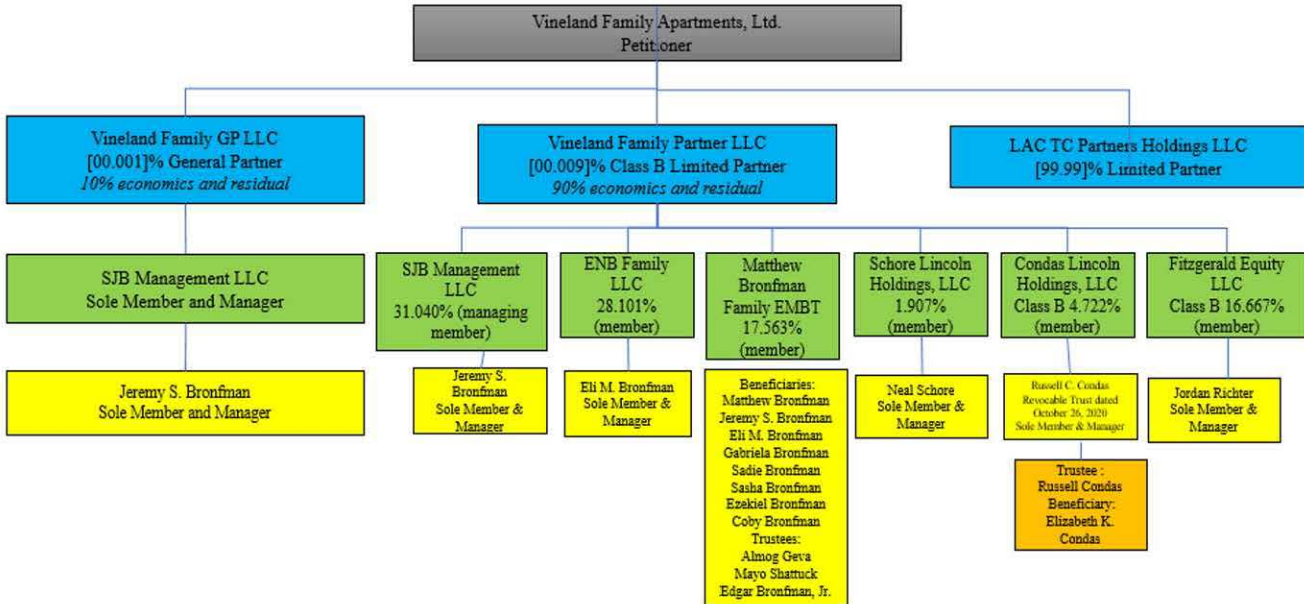 Vineland Family Apartments, Ltd.
Petitioner
Vineland Family GP LLC
[00.001]% General Partner
10% economics and residual
Vineland Family Partner LLC
[00.009]% Class B Limited Partner
90% economics and residual
LAC TC Partners Holdings LLC
[99.99]% Limited Partner
SJB Management LLC
Sole Member and Manager
SJB Management
LLC
31.040% (managing
member)
ENB Family
LLC
28.101%
(member)
Matthew
Bronfman
Family EMBT
17.563%
(member)
Schore Lincoln
Holdings, LLC
1.907%
(member)
Condas Lincoln
Holdings, LLC
Class B 4.722%
(member)
Fitzgerald Equity
LLC
Class B 16.667%
(member)
Jeremy S. Bronfman
Sole Member and Manager
Jeremy S.
Bronfman
Sole Member &
Manager
Eli M. Bronfman
Sole Member &
Manager
Beneficiaries:
Matthew Bronfman
Jeremy S. Bronfman
Eli M. Bronfman
Gabriela Bronfman
Sadie Bronfman
Sasha Bronfman
Ezekiel Bronfman
Coby Bronfman
Trustees:
Almog Geva
Mayo Shattuck
Edgar Bronfman, Jr.
Neal Schore
Sole Member &
Manager
Russell C. Condas
Revocable Trust dated
October 26, 2020
Sole Member & Manager
Jordan Richter
Sole Member &
Manager
Trustee :
Russell Condas
Beneficiary:
Elizabeth K.
Condas